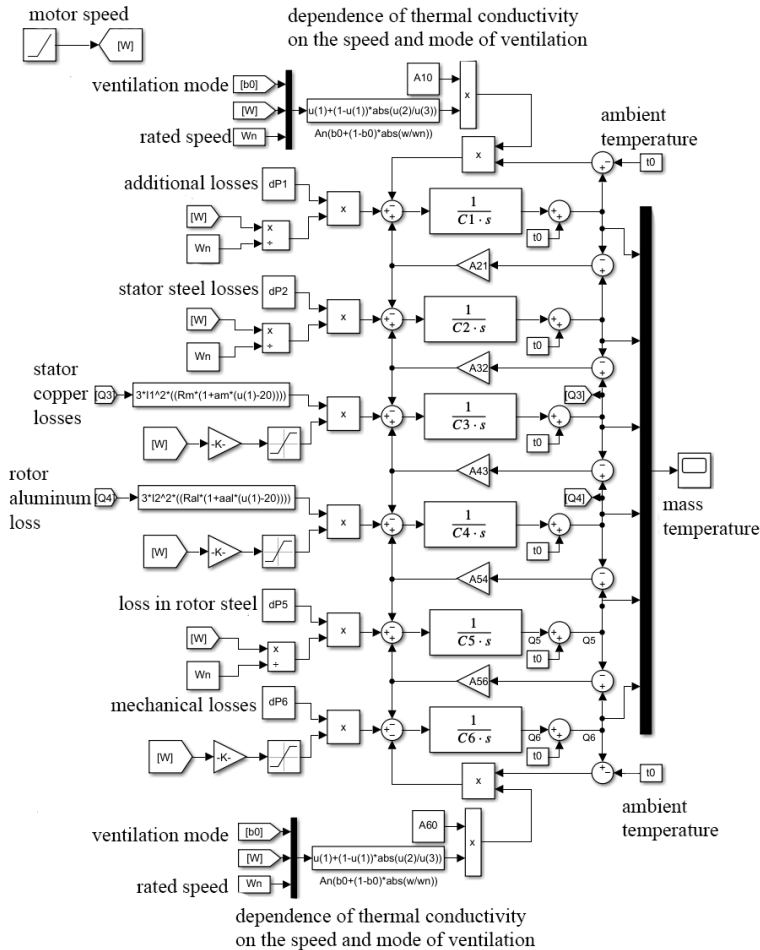 motor speed
[W]
dependence of thermal conductivity
on the speed and mode of ventilation
ventilation mode
[b0]
[W]
rated speed
Wn
u(1)+(1-u(1))*abs(u(2)/u(3))
An(b0+(1-b0)*abs(w/wn))
A10
x
x
ambient
temperature
t0
additional losses
dP1
[W]
Wn
x
÷
x
1
C1 · s
t0
A21
stator steel losses
dP2
[W]
Wn
x
÷
x
1
C2 · s
t0
A32
stator
copper
losses
[Q3]
3*I1^2*((Rm*(1+am*(u(1)-20))))
[W]
-K-
x
1
C3 · s
t0
[Q3]
A43
rotor
aluminum
loss
[Q4]
3*I2^2*((Ral*(1+aal*(u(1)-20))))
[W]
-K-
x
1
C4 · s
t0
[Q4]
mass
temperature
A54
loss in rotor steel
dP5
[W]
Wn
x
÷
x
1
C5 · s
Q5
t0
Q5
A56
mechanical losses
dP6
[W]
-K-
x
1
C6 · s
Q6
t0
Q6
x
t0
ambient
temperature
A60
x
ventilation mode
[b0]
[W]
rated speed
Wn
u(1)+(1-u(1))*abs(u(2)/u(3))
An(b0+(1-b0)*abs(w/wn))
dependence of thermal conductivity
on the speed and mode of ventilation